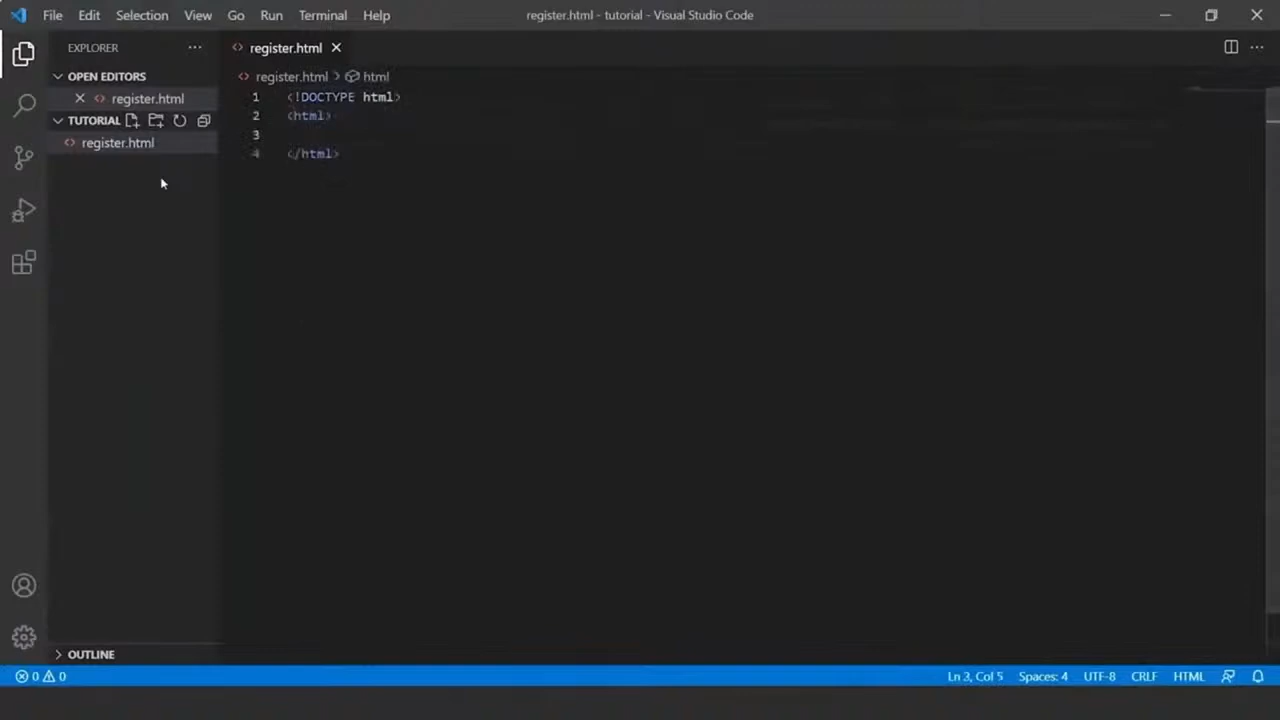 File Edit Selection View Go Run Terminal Help
register.html - tutorial - Visual Studio Code
EXPLORER
register.html
OPEN EDITORS
register.html > html
register.html
TUTORIAL
register.html
1 <!DOCTYPE html>
2 <html>
3
4 </html>
OUTLINE
0 0
Ln 3, Col 5 Spaces: 4 UTF-8 CRLF HTML